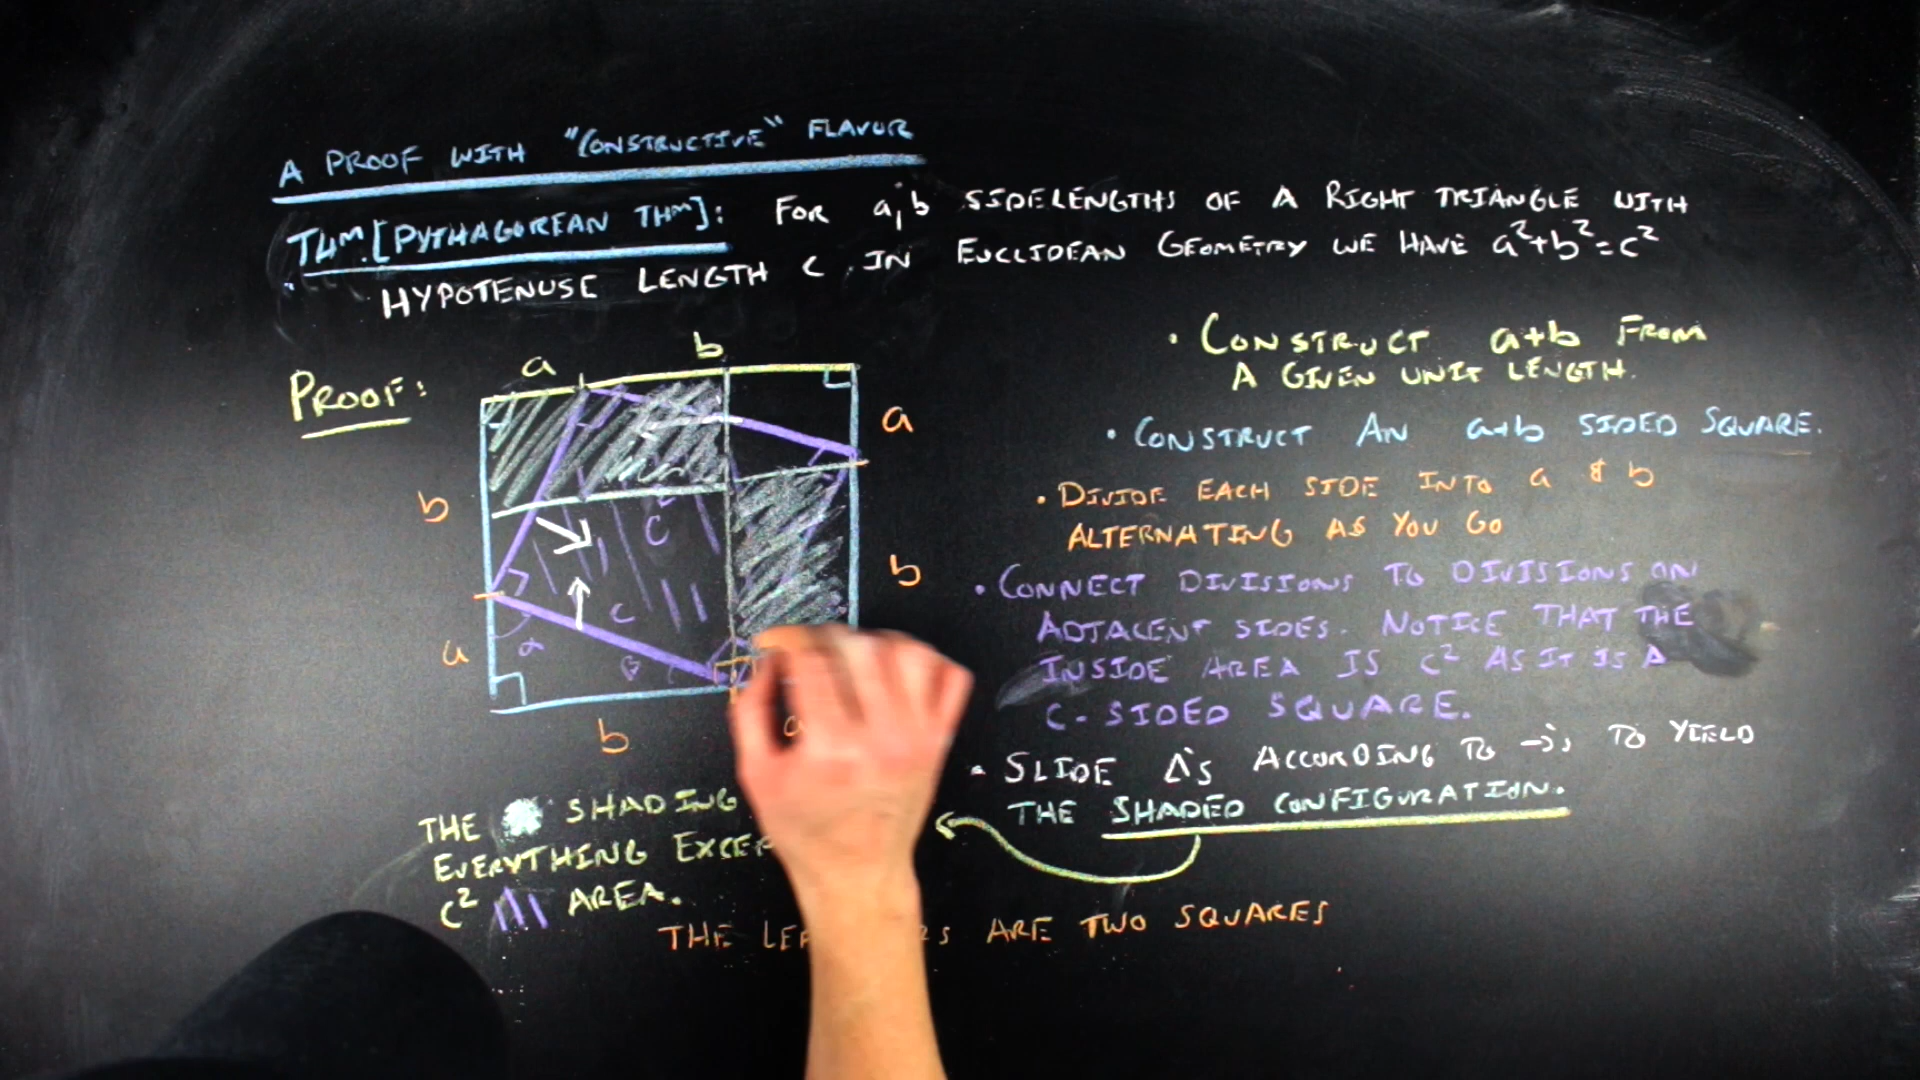 A PROOF WITH "CONSTRUCTIVE" FLAVOR
THM.[PYTHAGOREAN THM]: FOR a, b SIDELENGTHS OF A RIGHT TRIANGLE WITH
HYPOTENUSE LENGTH C IN EUCLIDEAN GEOMETRY WE HAVE a²+b²=c²
PROOF:
a
b
b
a
a
b
b
a
C²
C
α
β
• CONSTRUCT a+b FROM
A GIVEN UNIT LENGTH.
• CONSTRUCT AN a+b SIDED SQUARE.
• DIVIDE EACH SIDE INTO a & b
ALTERNATING AS YOU GO
• CONNECT DIVISIONS TO DIVISIONS ON
ADJACENT SIDES. NOTICE THAT THE
INSIDE AREA IS C² AS IT IS A
C-SIDED SQUARE.
• SLIDE Δ's ACCORDING TO →'s TO YIELD
THE SHADED CONFIGURATION.
THE SHADING
EVERYTHING
C² AREA.
THE ARE TWO SQUARES